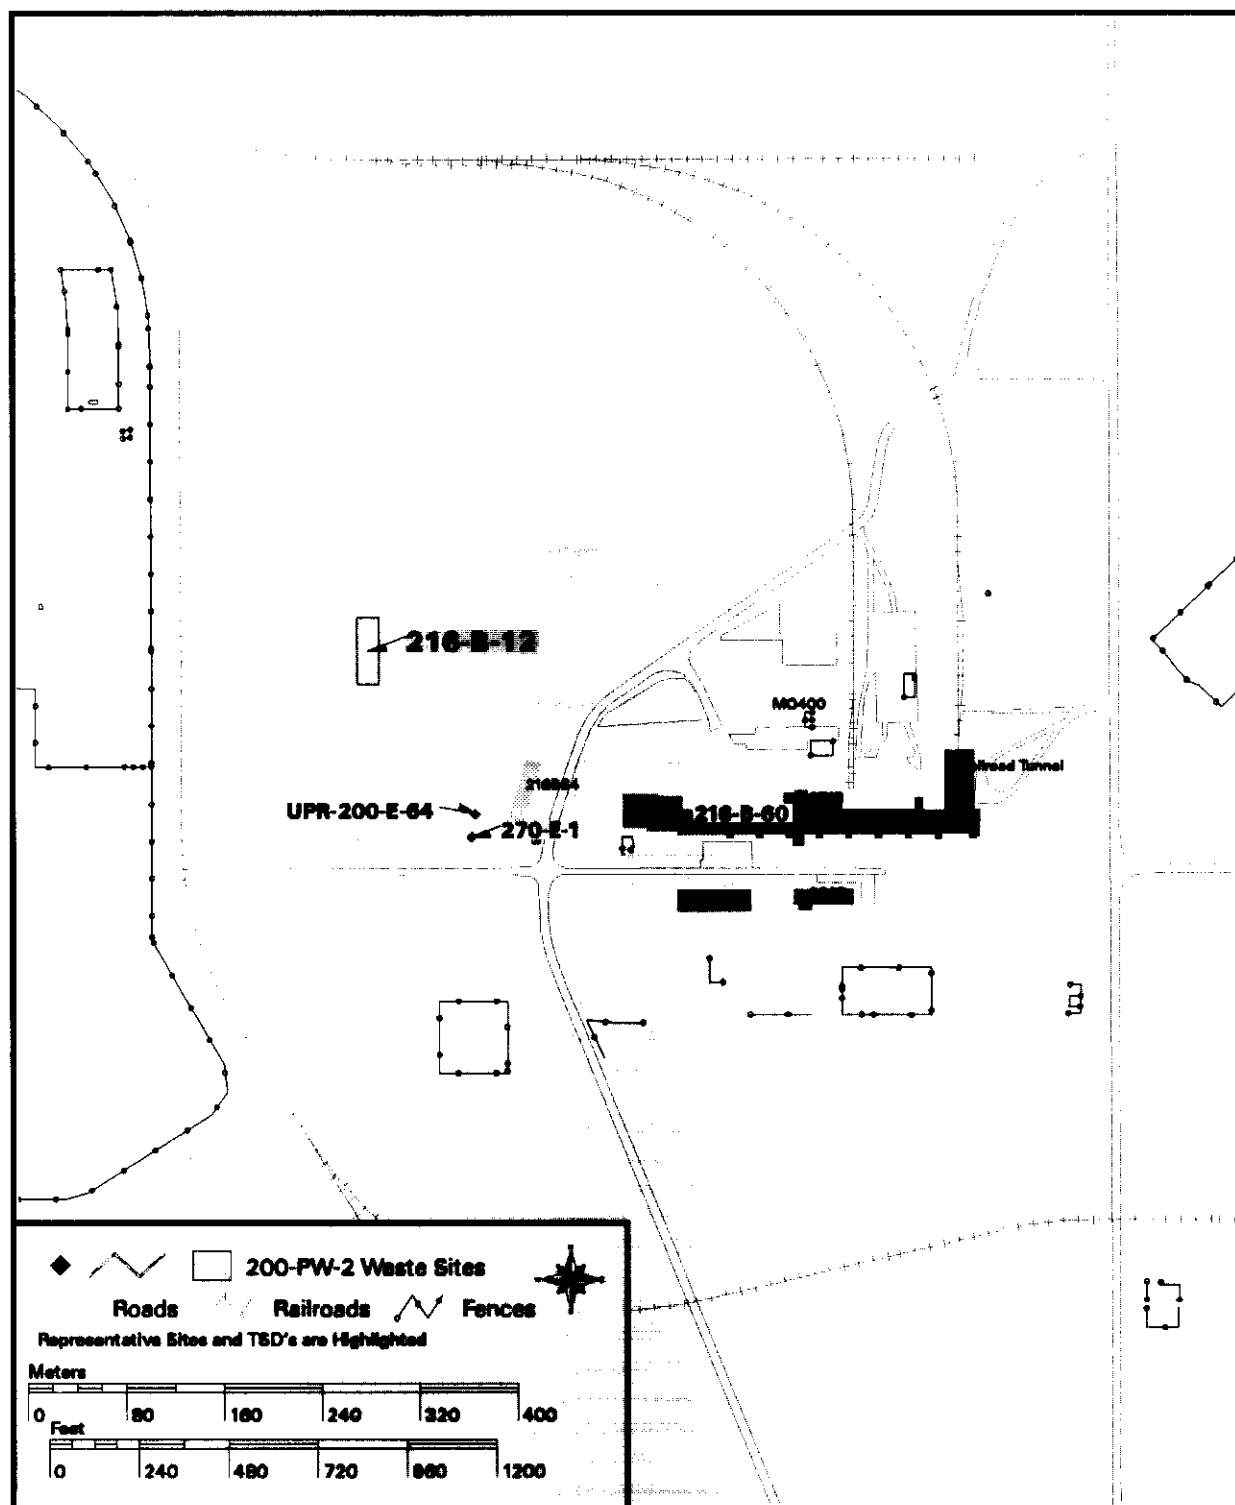 216-B-12
MO400
Tunnel
216B64
UPR-200-E-64
216-B-60
270-E-1
200-PW-2 Waste Sites
Roads Railroads Fences
Representative Sites and TSD's are Highlighted
Meters
0 80 160 240 320 400
Feet
0 240 480 720 960 1200